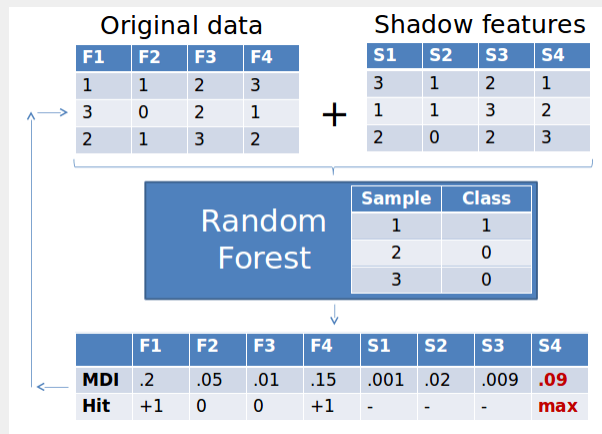 Original data Shadow features
F1 F2 F3 F4 S1 S2 S3 S4
1 1 2 3 3 1 2 1
3 0 2 1 + 1 1 3 2
2 1 3 2 2 0 2 3
Random Forest
Sample Class
1 1
2 0
3 0
F1 F2 F3 F4 S1 S2 S3 S4
MDI .2 .05 .01 .15 .001 .02 .009 .09
Hit +1 0 0 +1 - - - max